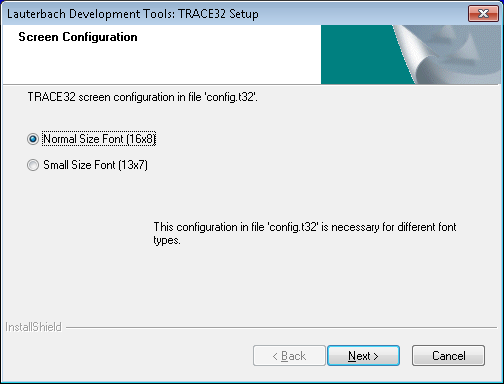 Lauterbach Development Tools: TRACE32 Setup
Screen Configuration
TRACE32 screen configuration in file 'config.t32'.
Normal Size Font (16x8)
Small Size Font (13x7)
This configuration in file 'config.t32' is necessary for different font
types.
InstallShield
< Back
Next >
Cancel